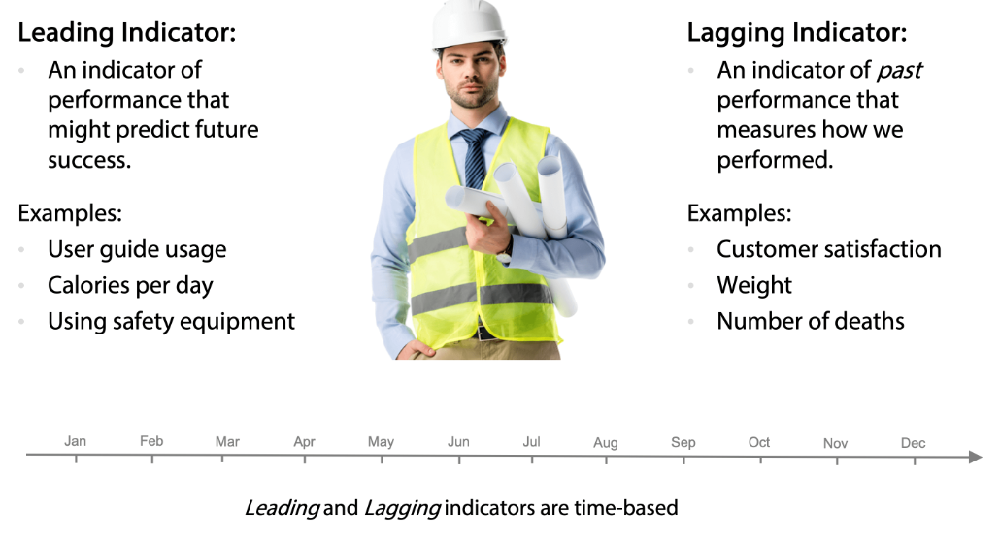 Leading Indicator:
An indicator of
performance that
might predict future
success.
Examples:
User guide usage
Calories per day
Using safety equipment
Lagging Indicator:
An indicator of past
performance that
measures how we
performed.
Examples:
Customer satisfaction
Weight
Number of deaths
Jan Feb Mar Apr May Jun Jul Aug Sep Oct Nov Dec
Leading and Lagging indicators are time-based